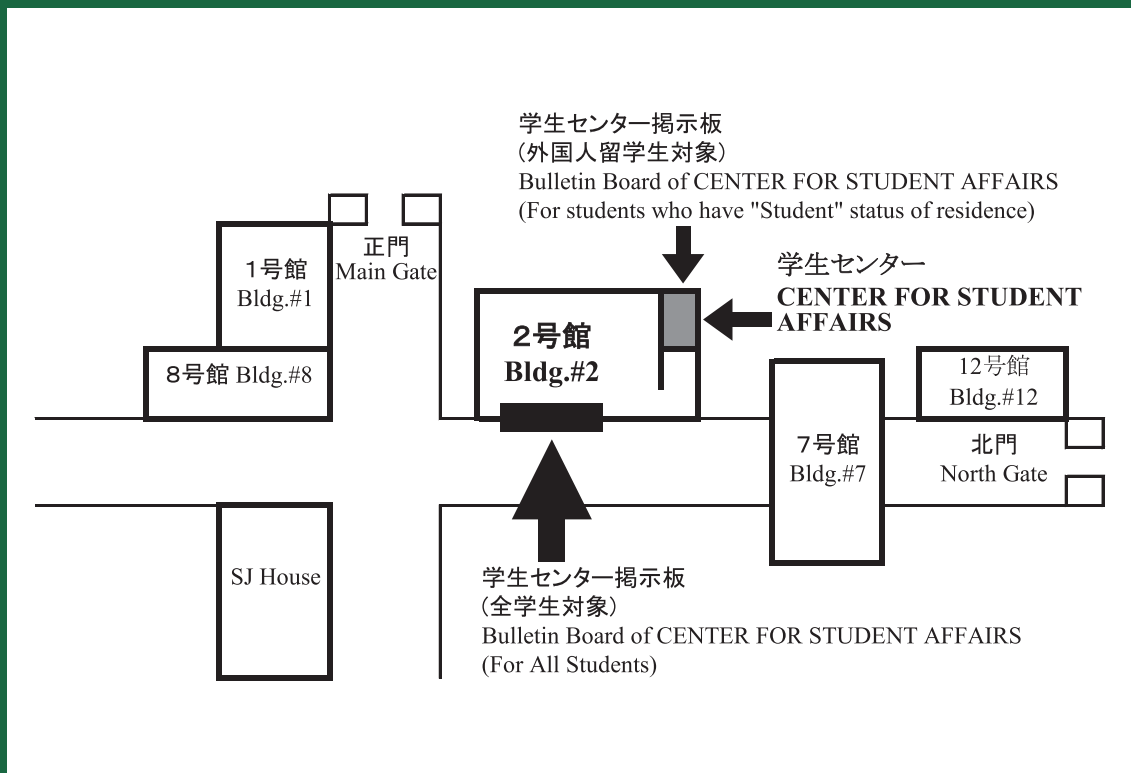 学生センター掲示板
(外国人留学生対象)
Bulletin Board of CENTER FOR STUDENT AFFAIRS
(For students who have "Student" status of residence)
正門
Main Gate
1号館
Bldg.#1
学生センター
CENTER FOR STUDENT
AFFAIRS
2号館
Bldg.#2
8号館 Bldg.#8
12号館
Bldg.#12
7号館
Bldg.#7
北門
North Gate
SJ House
学生センター掲示板
(全学生対象)
Bulletin Board of CENTER FOR STUDENT AFFAIRS
(For All Students)